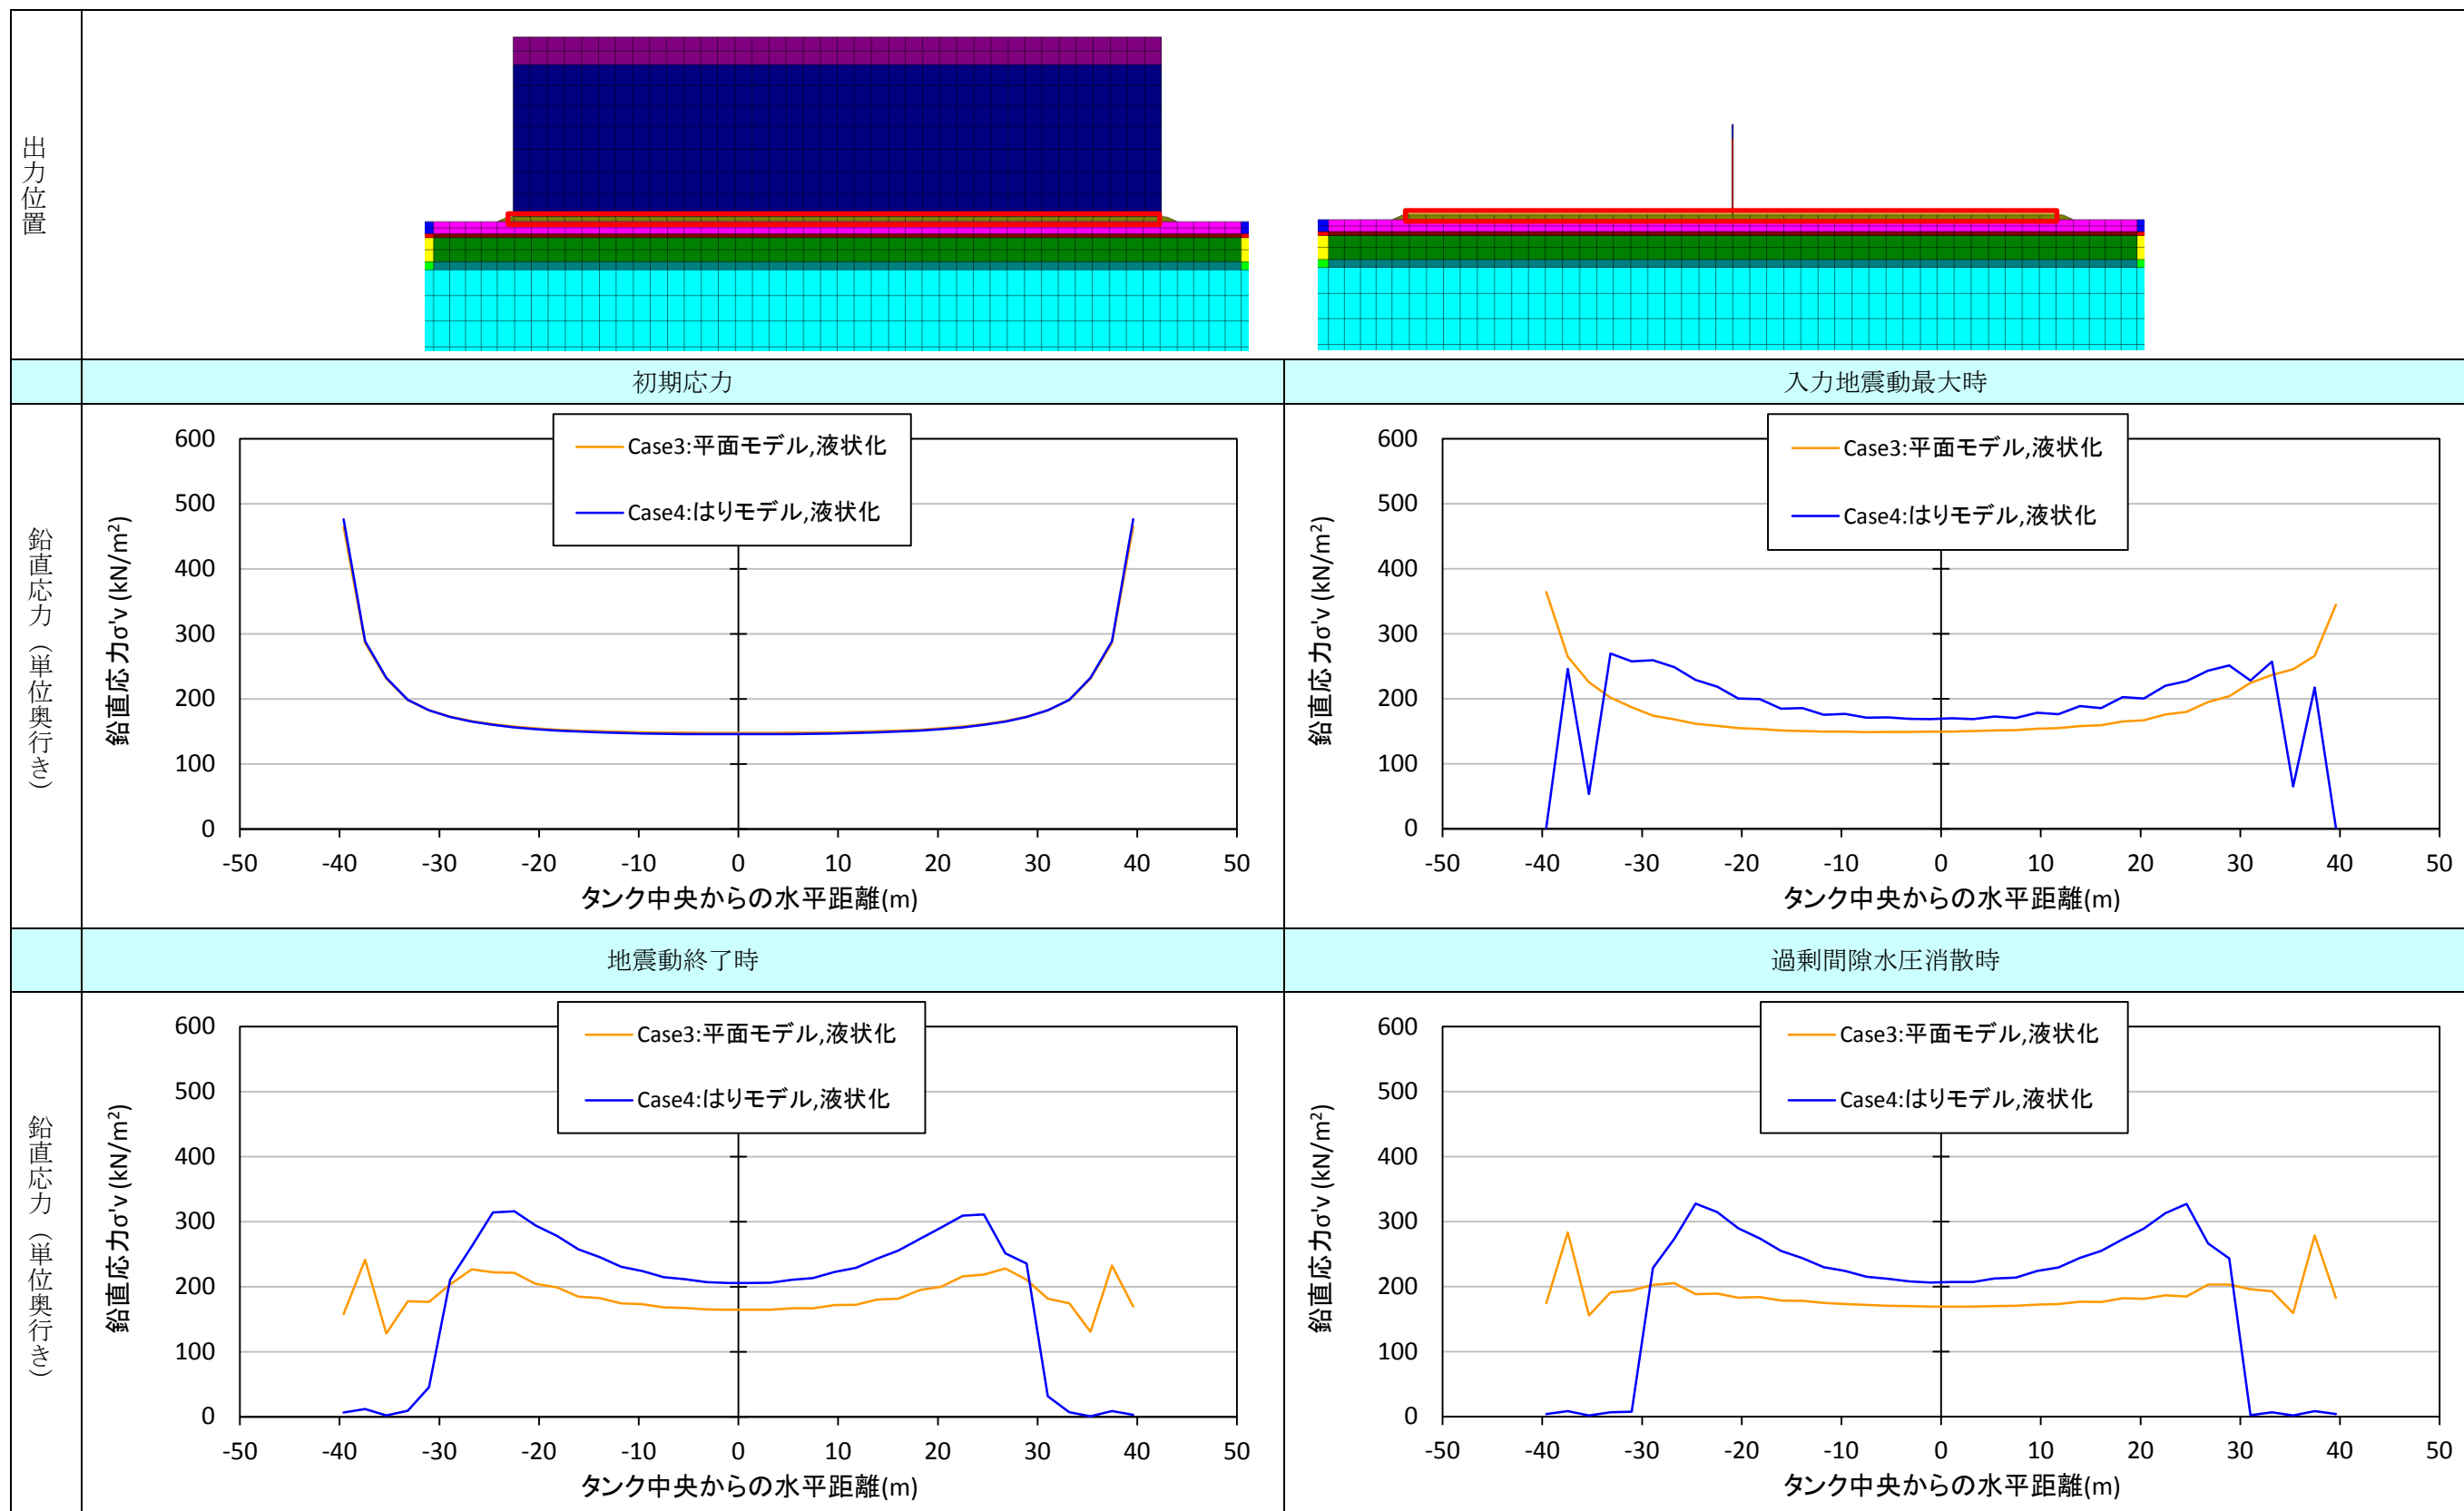 出力位置
初期応力
入力地震動最大時
鉛直応力（単位奥行き）
鉛直応力σ'v (kN/m²)
600
500
400
300
200
100
0
Case3:平面モデル,液状化
Case4:はりモデル,液状化
-50 -40 -30 -20 -10 0 10 20 30 40 50
タンク中央からの水平距離(m)
鉛直応力σ'v (kN/m²)
600
500
400
300
200
100
0
Case3:平面モデル,液状化
Case4:はりモデル,液状化
-50 -40 -30 -20 -10 0 10 20 30 40 50
タンク中央からの水平距離(m)
地震動終了時
過剰間隙水圧消散時
鉛直応力（単位奥行き）
鉛直応力σ'v (kN/m²)
600
500
400
300
200
100
0
Case3:平面モデル,液状化
Case4:はりモデル,液状化
-50 -40 -30 -20 -10 0 10 20 30 40 50
タンク中央からの水平距離(m)
鉛直応力σ'v (kN/m²)
600
500
400
300
200
100
0
Case3:平面モデル,液状化
Case4:はりモデル,液状化
-50 -40 -30 -20 -10 0 10 20 30 40 50
タンク中央からの水平距離(m)